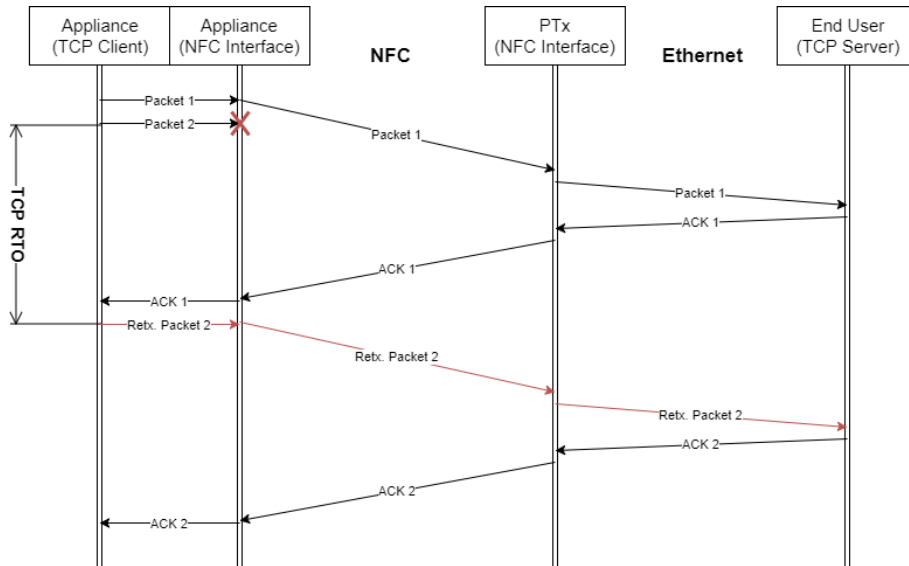 Appliance
(TCP Client)
Appliance
(NFC Interface)
NFC
PTx
(NFC Interface)
Ethernet
End User
(TCP Server)
Packet 1
Packet 2
Packet 1
Packet 1
ACK 1
ACK 1
ACK 1
TCP RTO
Retx. Packet 2
Retx. Packet 2
Retx. Packet 2
ACK 2
ACK 2
ACK 2